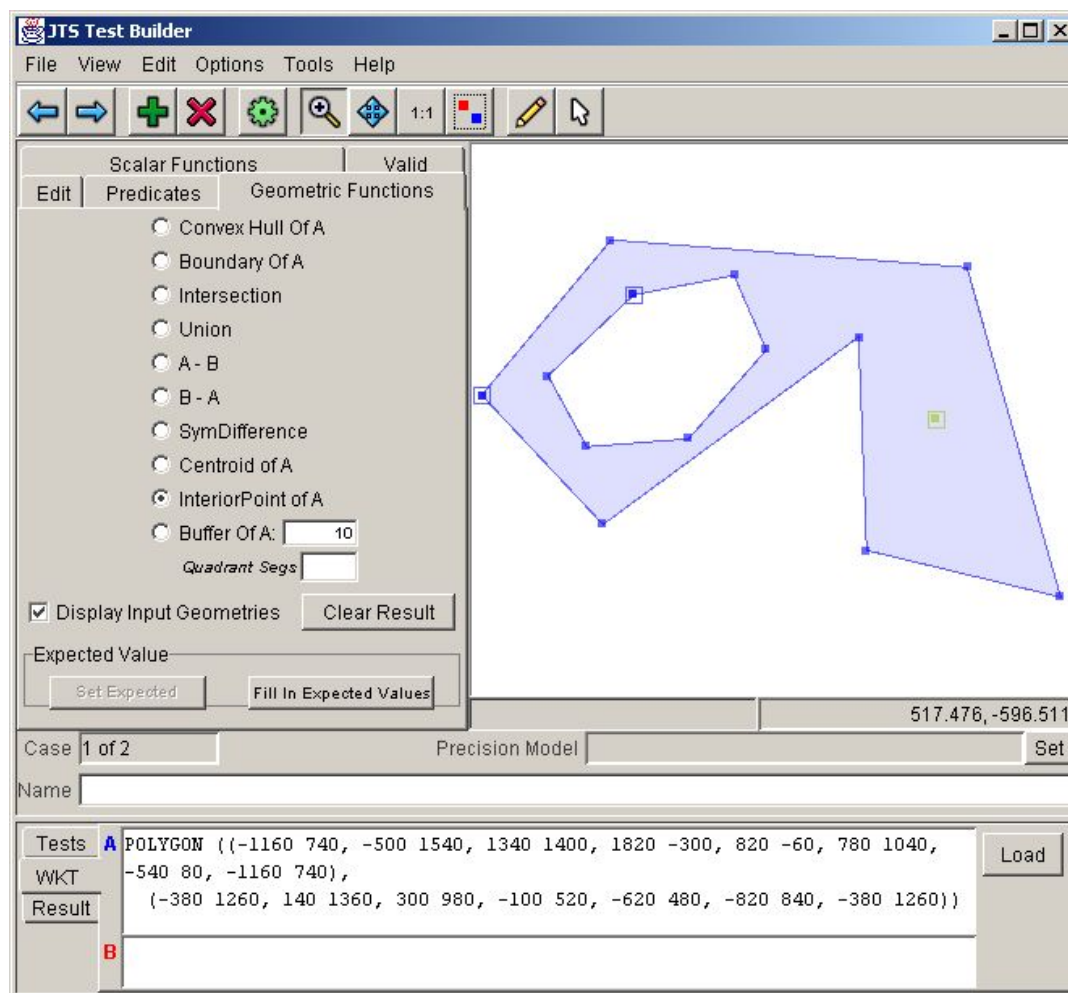 JTS Test Builder
File View Edit Options Tools Help
1:1
Scalar Functions Valid
Edit Predicates Geometric Functions
Convex Hull Of A
Boundary Of A
Intersection
Union
A - B
B - A
SymDifference
Centroid of A
InteriorPoint of A
Buffer Of A: 10
Quadrant Segs
Display Input Geometries Clear Result
Expected Value
Set Expected Fill In Expected Values
517.476, -596.511
Case 1 of 2 Precision Model Set
Name
Tests A POLYGON ((-1160 740, -500 1540, 1340 1400, 1820 -300, 820 -60, 780 1040, Load
WKT -540 80, -1160 740),
Result (-380 1260, 140 1360, 300 980, -100 520, -620 480, -820 840, -380 1260))
B